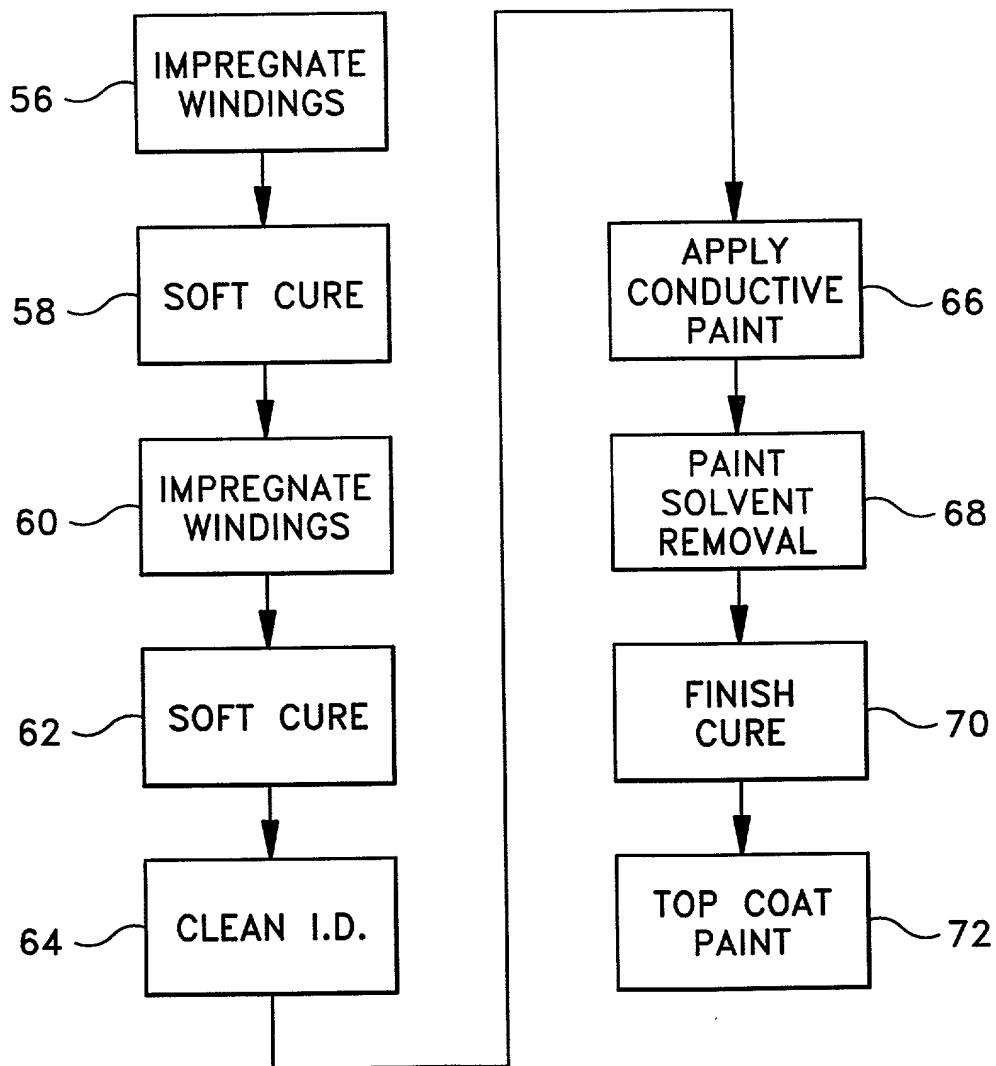 56
IMPREGNATE
WINDINGS
58
SOFT CURE
60
IMPREGNATE
WINDINGS
62
SOFT CURE
64
CLEAN I.D.
APPLY
CONDUCTIVE
PAINT
66
PAINT
SOLVENT
REMOVAL
68
FINISH
CURE
70
TOP COAT
PAINT
72